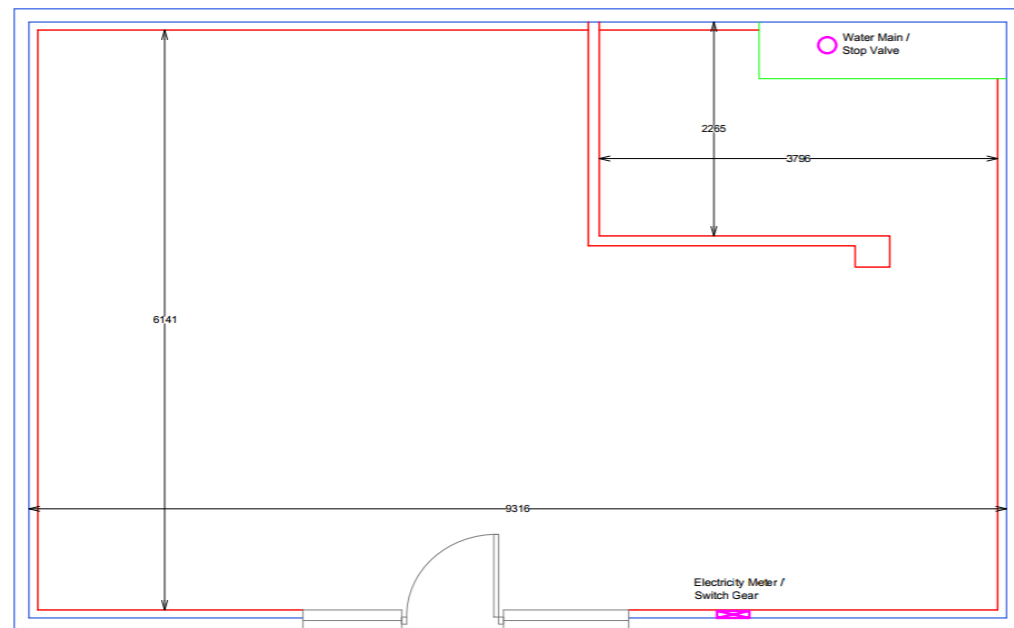 Water Main /
Stop Valve
2265
3796
6141
9316
Electricity Meter /
Switch Gear